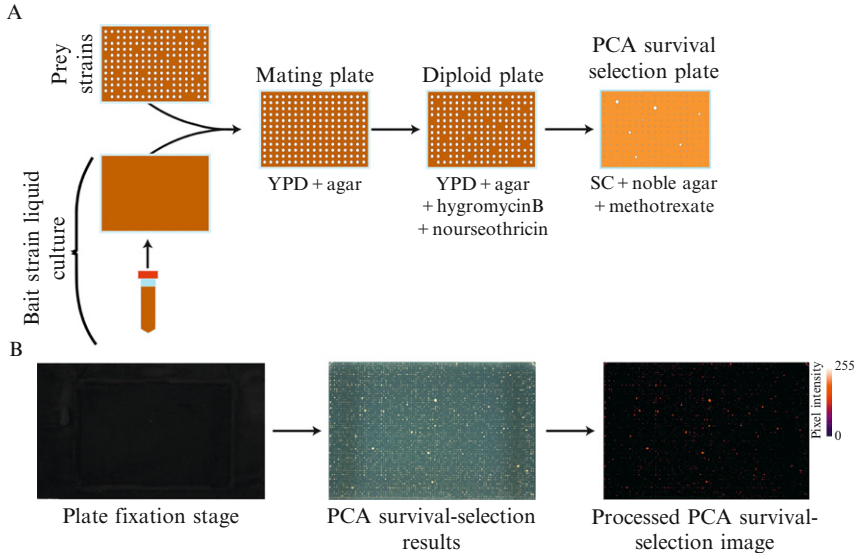 A
Prey
strains
Bait strain liquid
culture
Mating plate
YPD + agar
Diploid plate
YPD + agar
+ hygromycinB
+ nourseothricin
PCA survival
selection plate
SC + noble agar
+ methotrexate
B
Plate fixation stage
PCA survival-selection
results
Processed PCA survival-
selection image
Pixel intensity
255
0